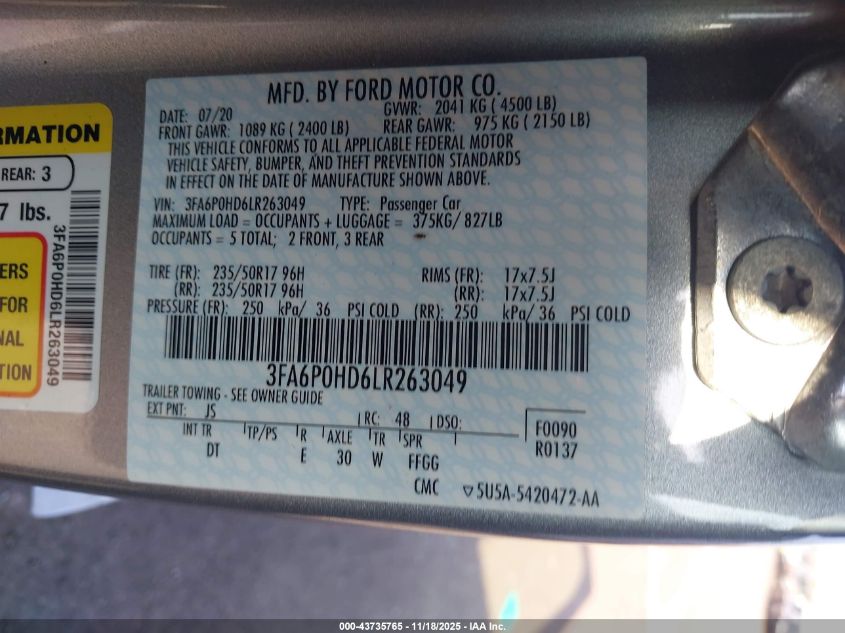 RMATION
REAR: 3
7 lbs.
ERS
FOR
NAL
TION
3FA6P0HD6LR263049
MFD. BY FORD MOTOR CO.
DATE: 07/20 GVWR: 2041 KG ( 4500 LB)
FRONT GAWR: 1089 KG ( 2400 LB) REAR GAWR: 975 KG ( 2150 LB)
THIS VEHICLE CONFORMS TO ALL APPLICABLE FEDERAL MOTOR
VEHICLE SAFETY, BUMPER, AND THEFT PREVENTION STANDARDS
IN EFFECT ON THE DATE OF MANUFACTURE SHOWN ABOVE.
VIN: 3FA6P0HD6LR263049 TYPE: Passenger Car
MAXIMUM LOAD = OCCUPANTS + LUGGAGE = 375KG/ 827LB
OCCUPANTS = 5 TOTAL; 2 FRONT, 3 REAR
TIRE (FR): 235/50R17 96H RIMS (FR): 17x7.5J
(RR): 235/50R17 96H (RR): 17x7.5J
PRESSURE (FR): 250 kPa/ 36 PSI COLD (RR): 250 kPa/ 36 PSI COLD
3FA6P0HD6LR263049
TRAILER TOWING - SEE OWNER GUIDE
EXT PNT: JS RC: 48 DSO: F0090
INT TR TP/PS R AXLE TR SPR R0137
DT E 30 W FFGG
CMC ▽5U5A-5420472-AA
000-43735765 - 11/18/2025 - IAA Inc.